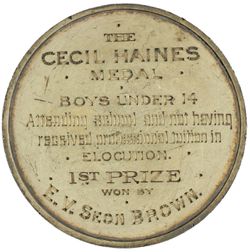 THE
CECIL HAINES
MEDAL
BOYS UNDER 14
Attending school and not having
received professional tuition in
ELOCUTION.
1ST PRIZE
WON BY
E. V. SEON BROWN.